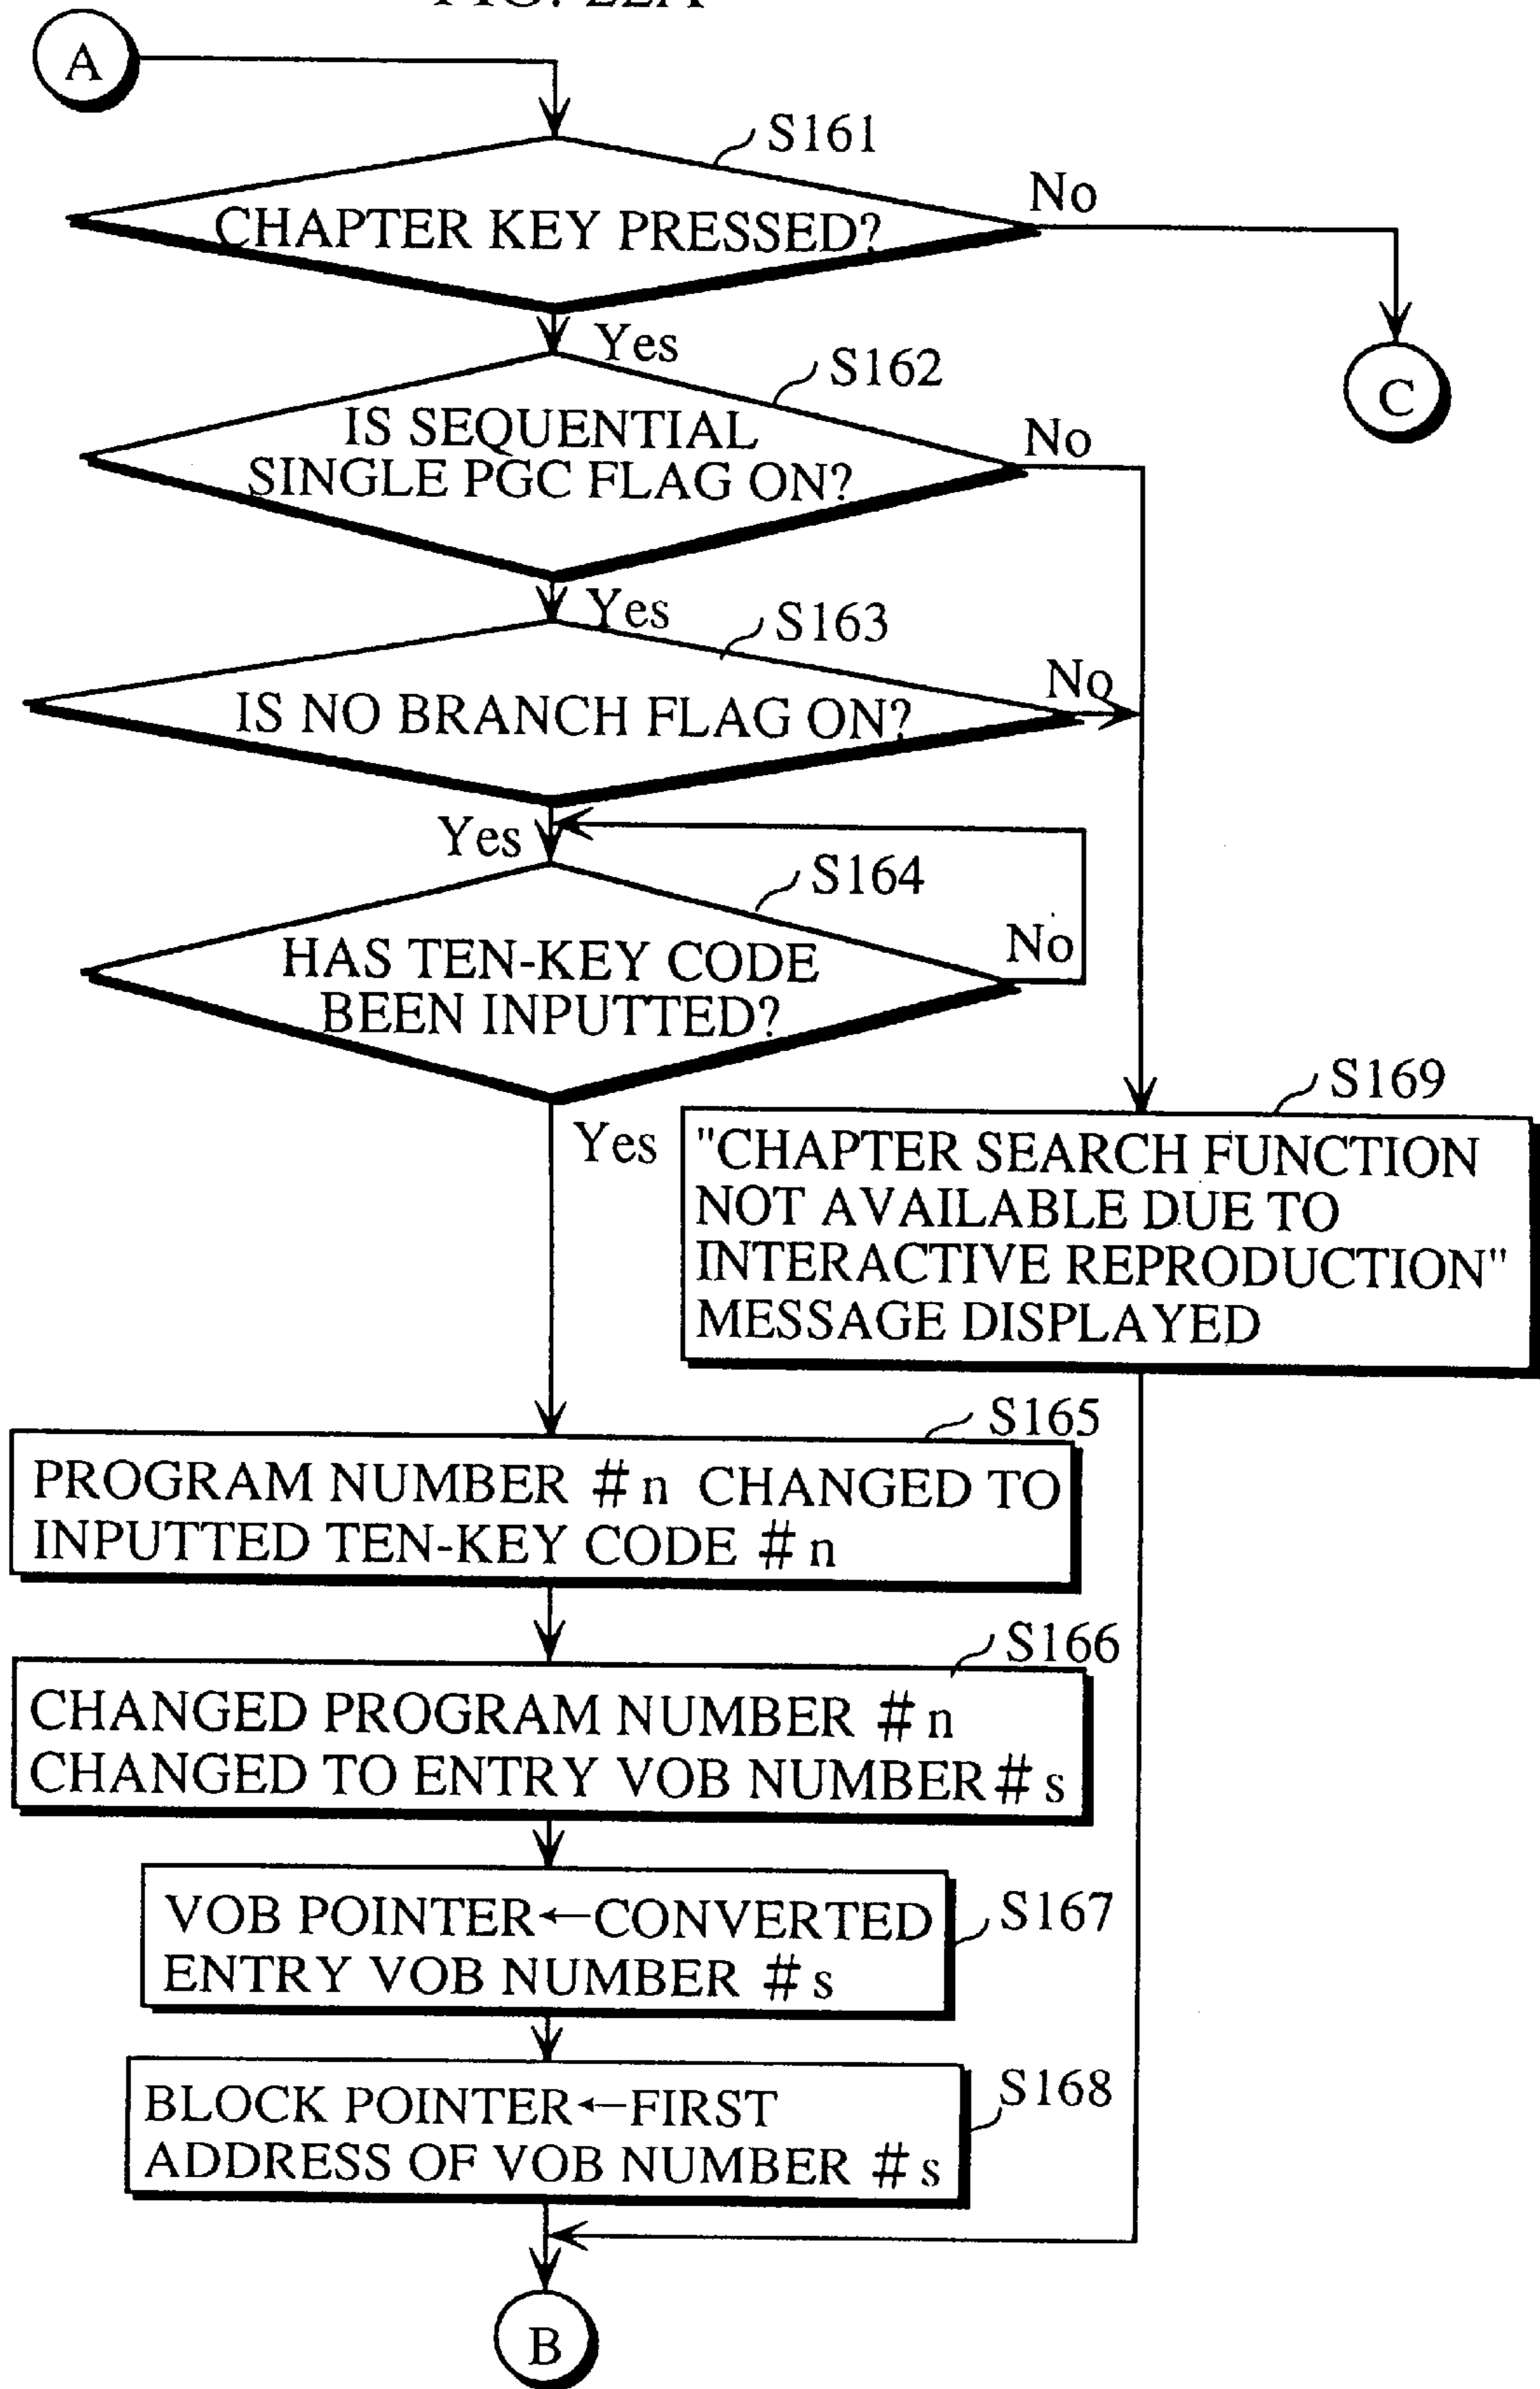 A
S161
CHAPTER KEY PRESSED?
No
Yes
C
S162
IS SEQUENTIAL
SINGLE PGC FLAG ON?
No
Yes
S163
IS NO BRANCH FLAG ON?
No
Yes
S164
HAS TEN-KEY CODE
BEEN INPUTTED?
No
Yes
S169
"CHAPTER SEARCH FUNCTION
NOT AVAILABLE DUE TO
INTERACTIVE REPRODUCTION"
MESSAGE DISPLAYED
S165
PROGRAM NUMBER #n CHANGED TO
INPUTTED TEN-KEY CODE #n
S166
CHANGED PROGRAM NUMBER #n
CHANGED TO ENTRY VOB NUMBER #s
S167
VOB POINTER←CONVERTED
ENTRY VOB NUMBER #s
S168
BLOCK POINTER←FIRST
ADDRESS OF VOB NUMBER #s
B